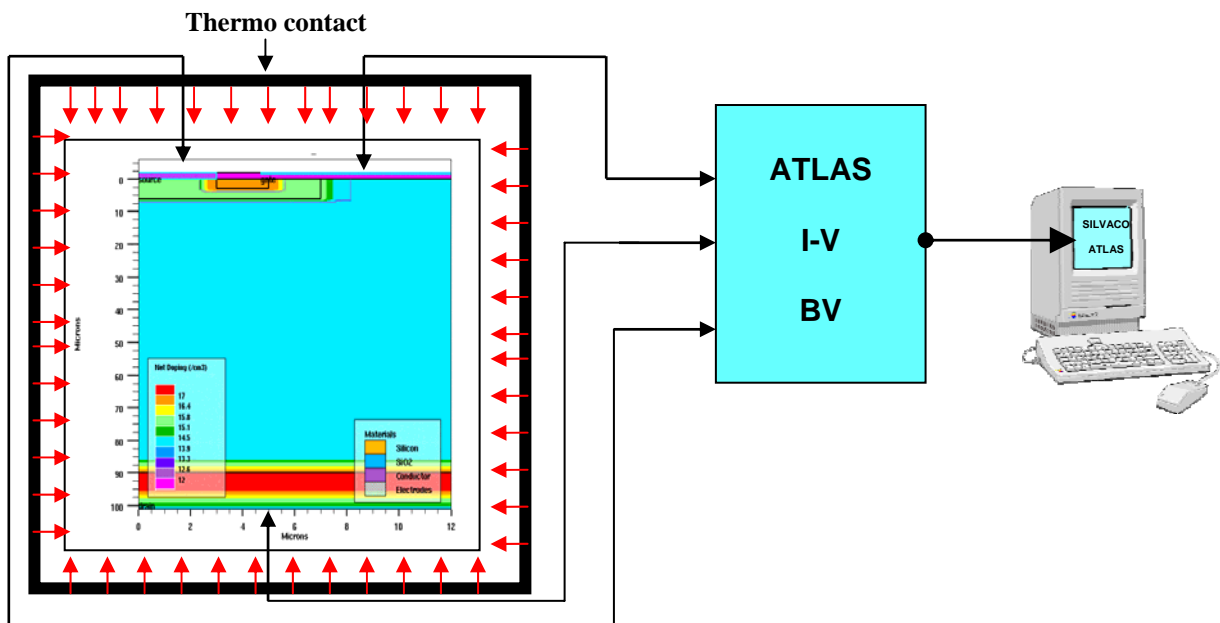 Thermo contact
source
gate
0
10
20
30
40
50
60
70
80
90
100
Microns
Net Doping (/cm3)
17
16.4
15.8
15.1
14.5
13.9
13.3
12.6
12
Materials
Silicon
SiO2
Conductor
Electrodes
drain
0
2
4
6
8
10
12
Microns
ATLAS
I-V
BV
SILVACO
ATLAS